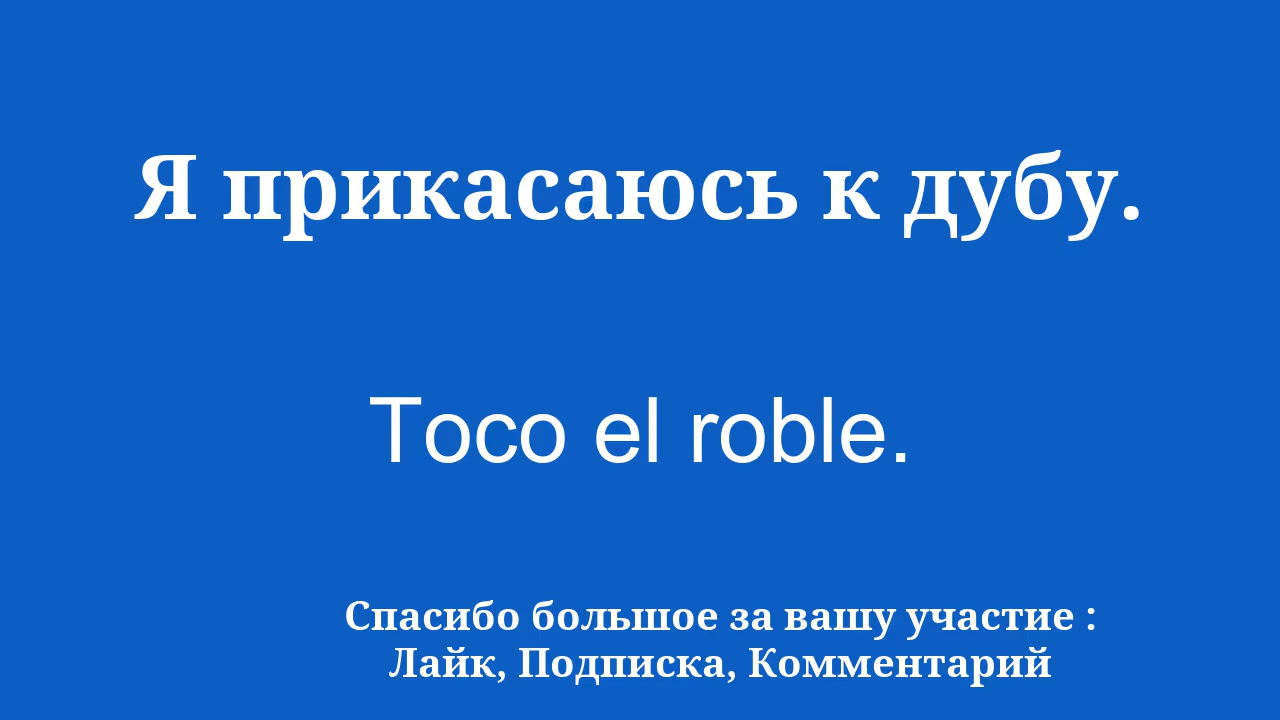 Я прикасаюсь к дубу.
Toco el roble.
Спасибо большое за вашу участие :
Лайк, Подписка, Комментарий